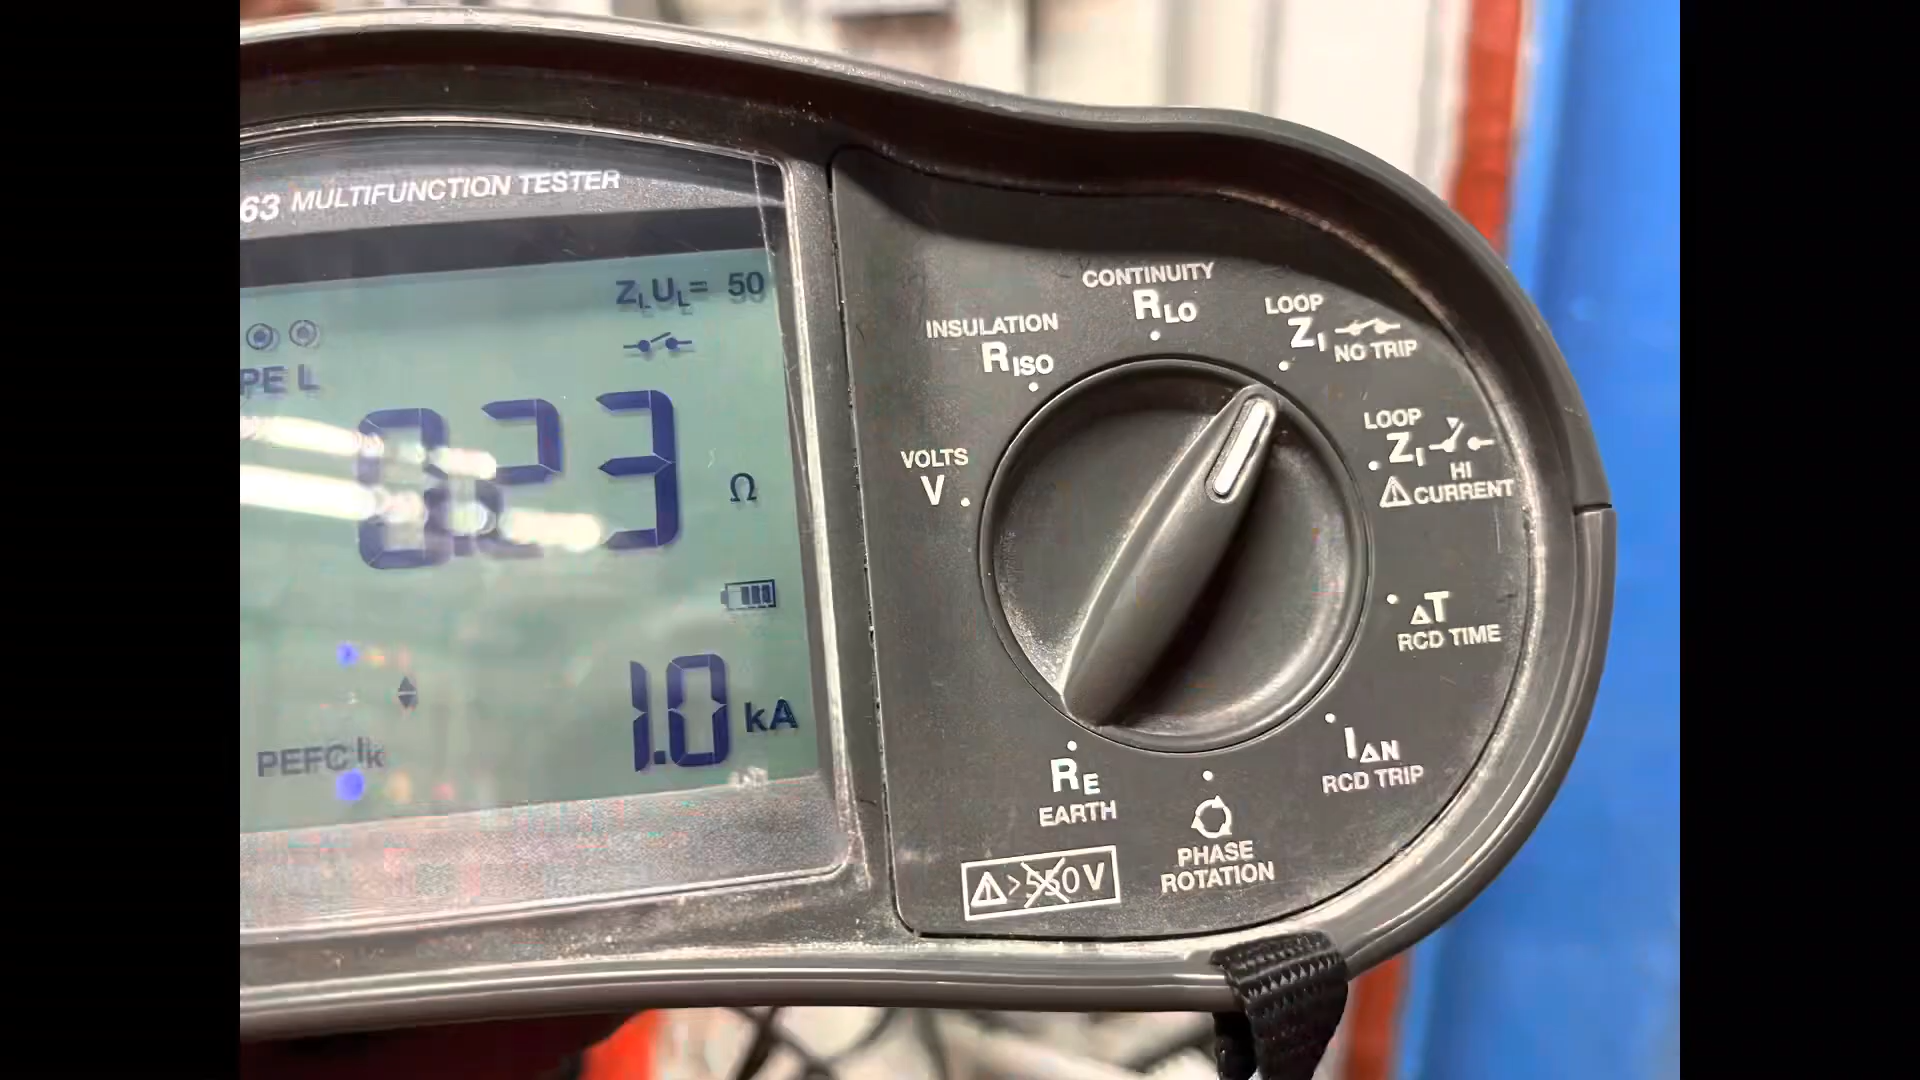 63 MULTIFUNCTION TESTER
ZLUL= 50
PE L
0.23 Ω
1.0 kA
PEFC Ik
CONTINUITY
RLO
INSULATION
RISO
LOOP
ZI
NO TRIP
VOLTS
V
LOOP
ZI
HI
CURRENT
ΔT
RCD TIME
IΔN
RCD TRIP
RE
EARTH
PHASE
ROTATION
>550V